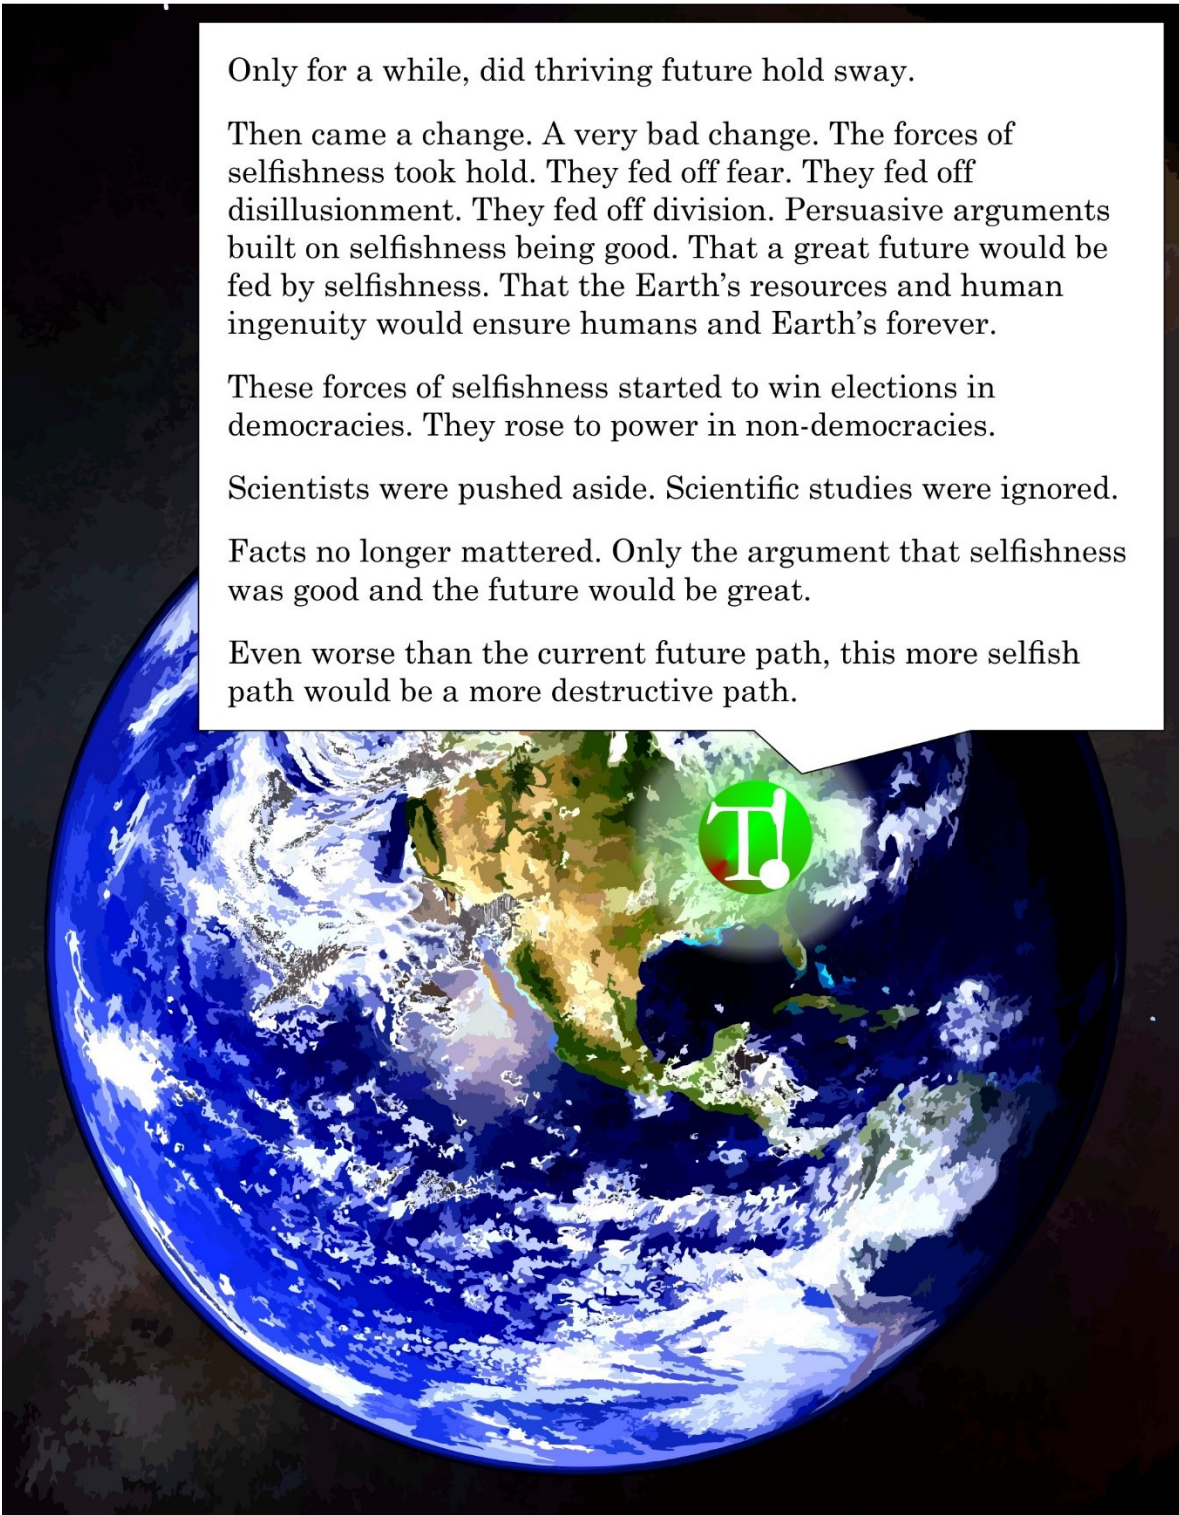 Only for a while, did thriving future hold sway.
Then came a change. A very bad change. The forces of
selfishness took hold. They fed off fear. They fed off
disillusionment. They fed off division. Persuasive arguments
built on selfishness being good. That a great future would be
fed by selfishness. That the Earth’s resources and human
ingenuity would ensure humans and Earth’s forever.
These forces of selfishness started to win elections in
democracies. They rose to power in non-democracies.
Scientists were pushed aside. Scientific studies were ignored.
Facts no longer mattered. Only the argument that selfishness
was good and the future would be great.
Even worse than the current future path, this more selfish
path would be a more destructive path.
T!